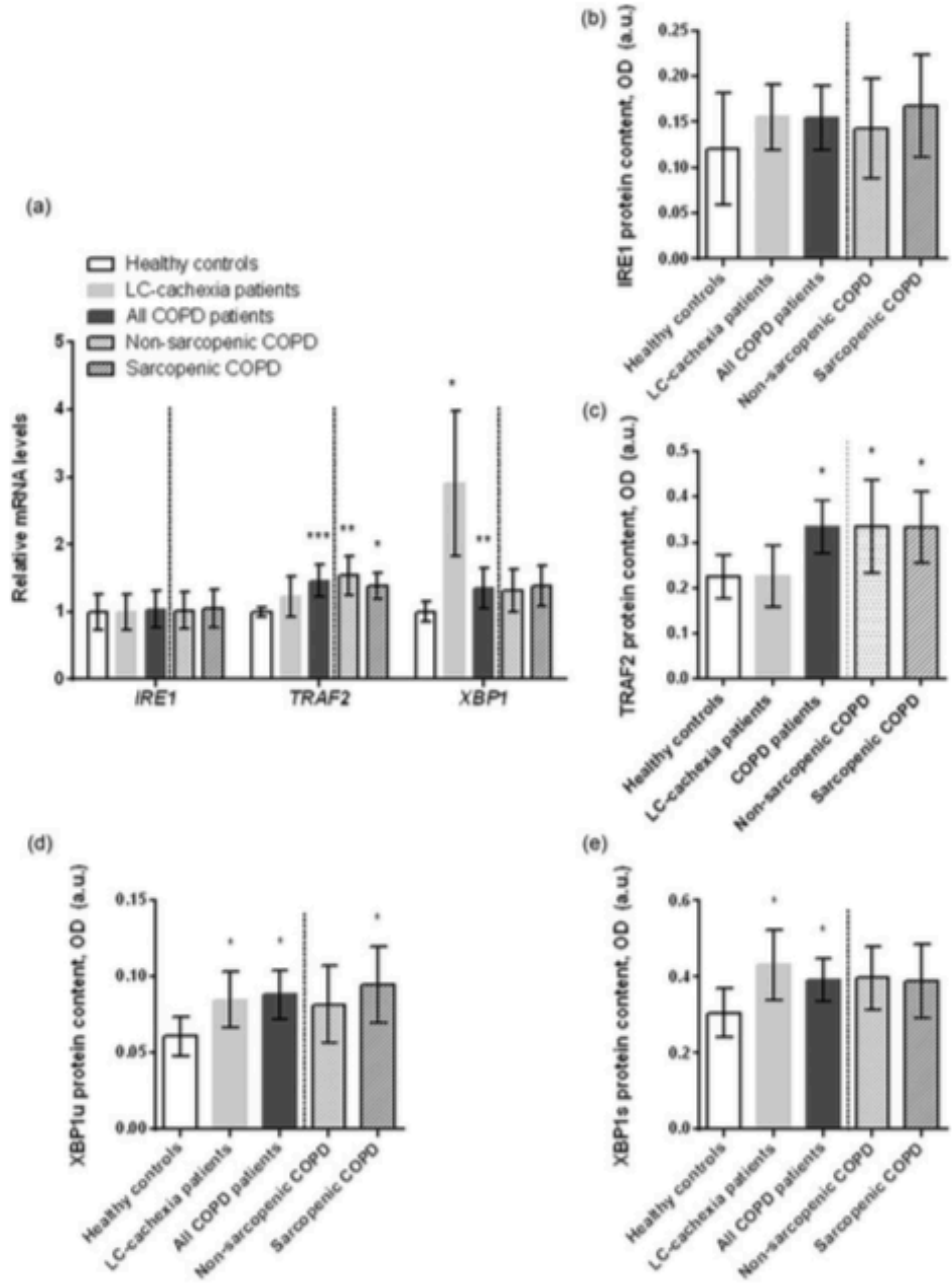 (a)
Healthy controls
LC-cachexia patients
All COPD patients
Non-sarcopenic COPD
Sarcopenic COPD
Relative mRNA levels
5
4
3
2
1
0
*
***
**
*
**
IRE1
TRAF2
XBP1
(b)
IRE1 protein content, OD (a.u.)
0.25
0.20
0.15
0.10
0.05
0.00
Healthy controls
LC-cachexia patients
All COPD patients
Non-sarcopenic COPD
Sarcopenic COPD
(c)
TRAF2 protein content, OD (a.u.)
0.5
0.4
0.3
0.2
0.1
0.0
*
*
*
Healthy controls
LC-cachexia patients
COPD patients
Non-sarcopenic COPD
Sarcopenic COPD
(d)
XBP1u protein content, OD (a.u.)
0.15
0.10
0.05
0.00
*
*
*
Healthy controls
LC-cachexia patients
All COPD patients
Non-sarcopenic COPD
Sarcopenic COPD
(e)
XBP1s protein content, OD (a.u.)
0.6
0.4
0.2
0.0
*
*
Healthy controls
LC-cachexia patients
All COPD patients
Non-sarcopenic COPD
Sarcopenic COPD